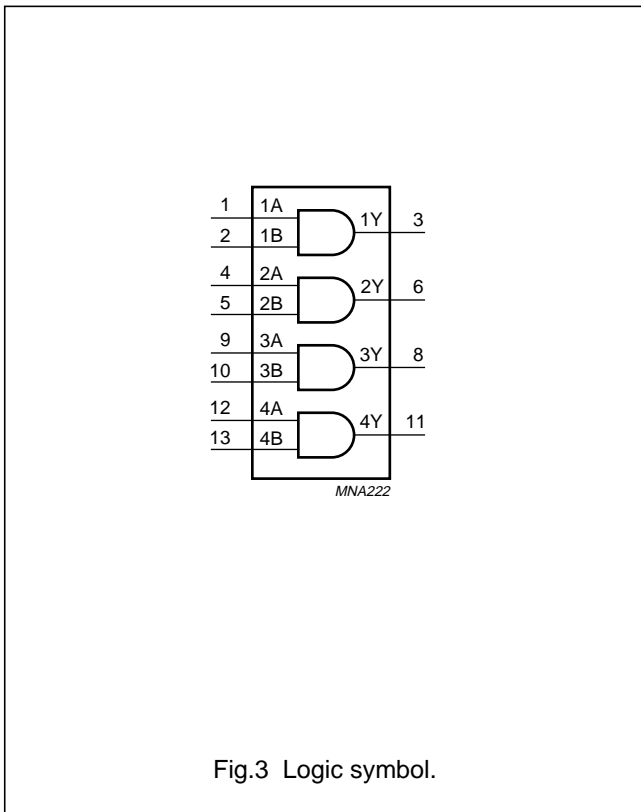 1 1A 1Y 3
2 1B
4 2A 2Y 6
5 2B
9 3A 3Y 8
10 3B
12 4A 4Y 11
13 4B
MNA222
Fig.3 Logic symbol.